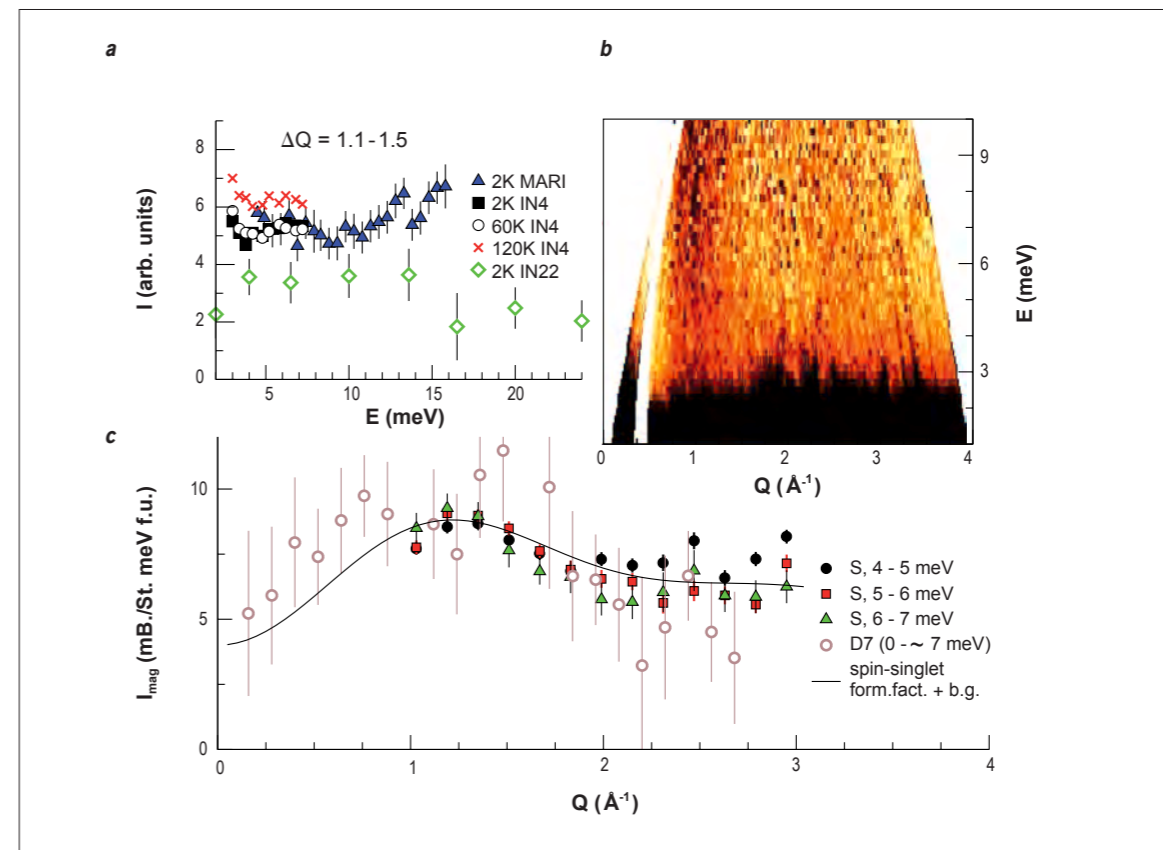 a
b
ΔQ = 1.1 - 1.5
8
6
4
2
0
I (arb. units)
2K MARI
2K IN4
60K IN4
120K IN4
2K IN22
5
10
15
20
E (meV)
9
6
3
E (meV)
0
1
2
3
4
Q (Å⁻¹)
c
10
5
0
I_mag (mB./St. meV f.u.)
S, 4 - 5 meV
S, 5 - 6 meV
S, 6 - 7 meV
D7 (0 - ~ 7 meV)
spin-singlet
form.fact. + b.g.
0
1
2
3
4
Q (Å⁻¹)